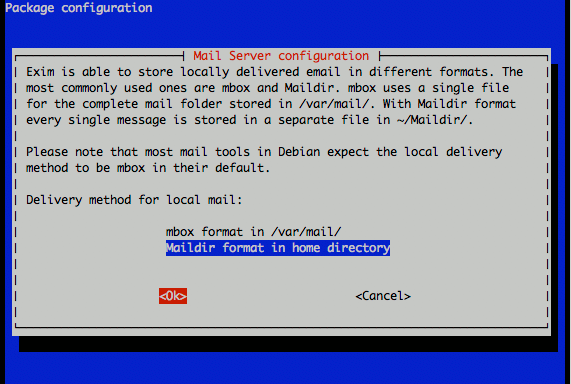 Package configuration
Mail Server configuration
Exim is able to store locally delivered email in different formats. The
most commonly used ones are mbox and Maildir. mbox uses a single file
for the complete mail folder stored in /var/mail/. With Maildir format
every single message is stored in a separate file in ~/Maildir/.
Please note that most mail tools in Debian expect the local delivery
method to be mbox in their default.
Delivery method for local mail:
mbox format in /var/mail/
Maildir format in home directory
<Ok> <Cancel>